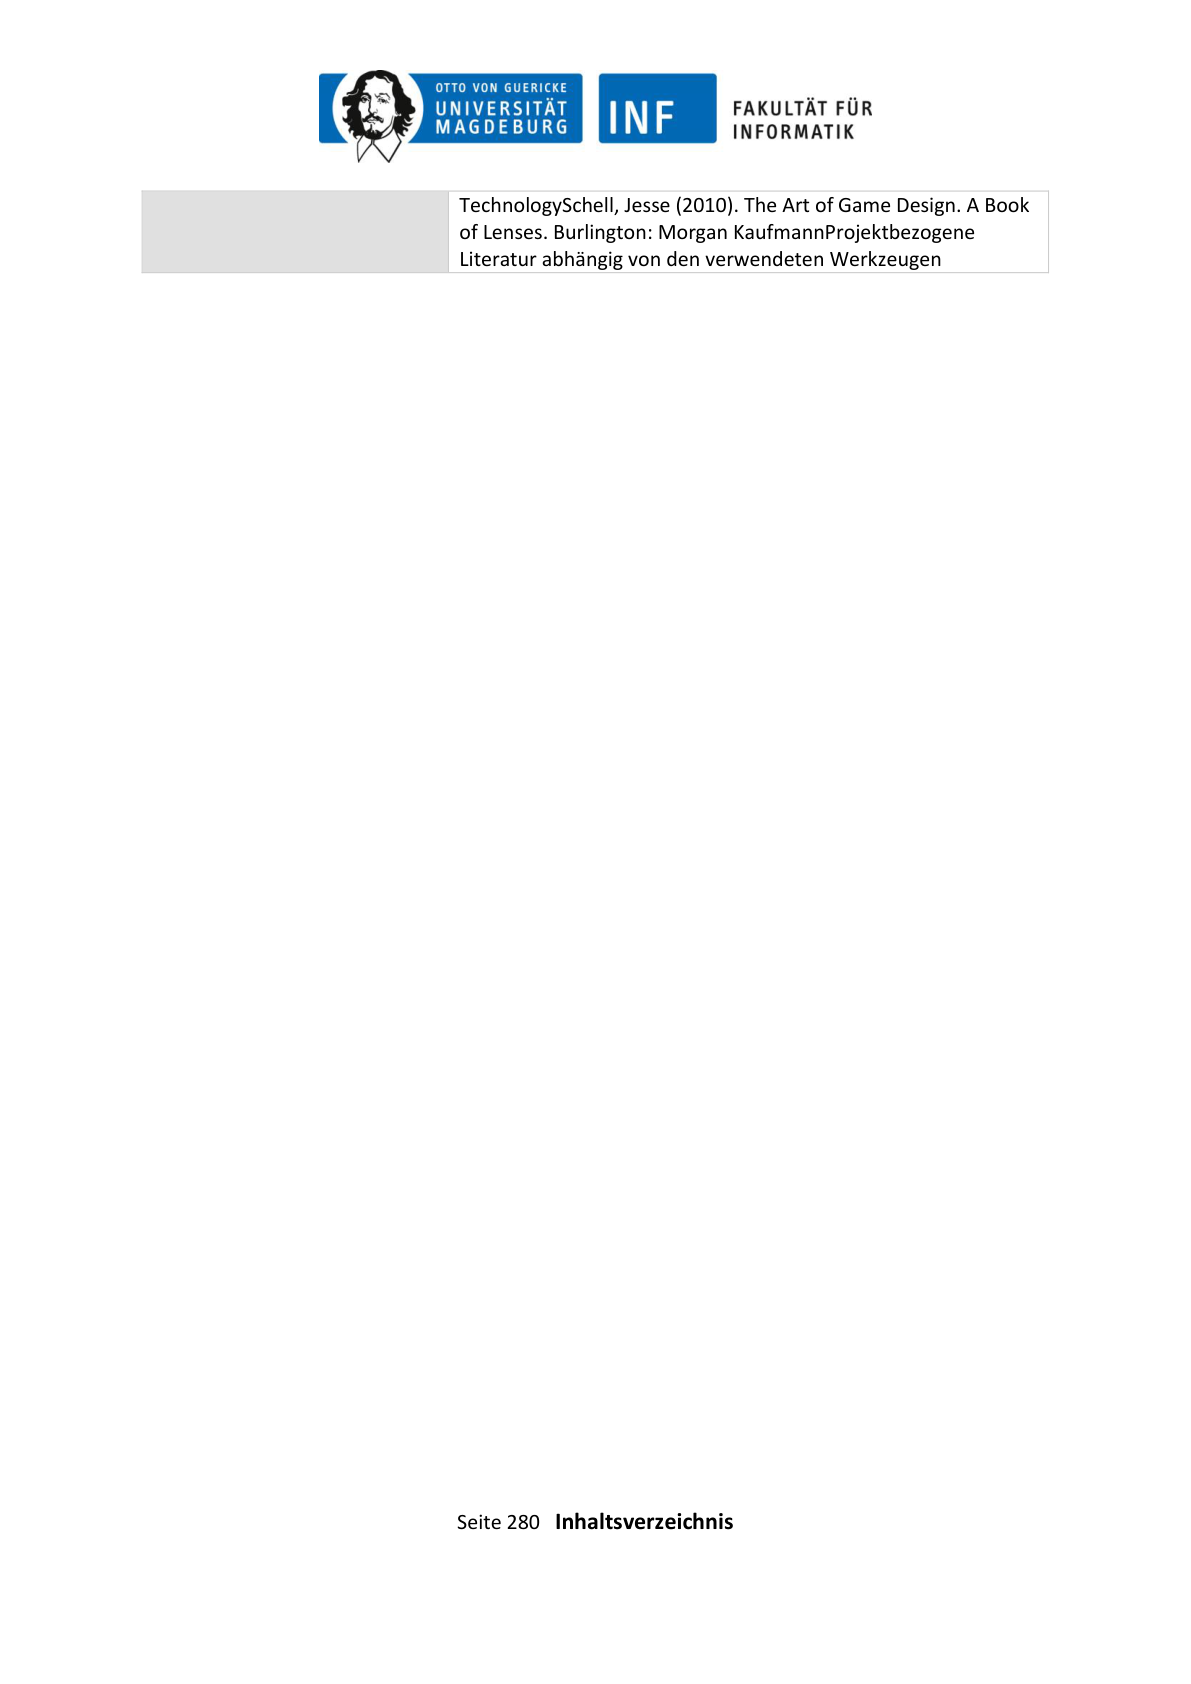 OTTO VON GUERICKE
UNIVERSITÄT
MAGDEBURG
INF
FAKULTÄT FÜR
INFORMATIK
TechnologySchell, Jesse (2010). The Art of Game Design. A Book
of Lenses. Burlington: Morgan KaufmannProjektbezogene
Literatur abhängig von den verwendeten Werkzeugen
Seite 280 Inhaltsverzeichnis